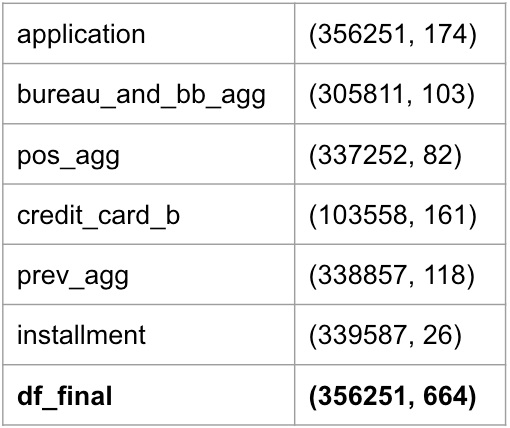 application (356251, 174)
bureau_and_bb_agg (305811, 103)
pos_agg (337252, 82)
credit_card_b (103558, 161)
prev_agg (338857, 118)
installment (339587, 26)
df_final (356251, 664)